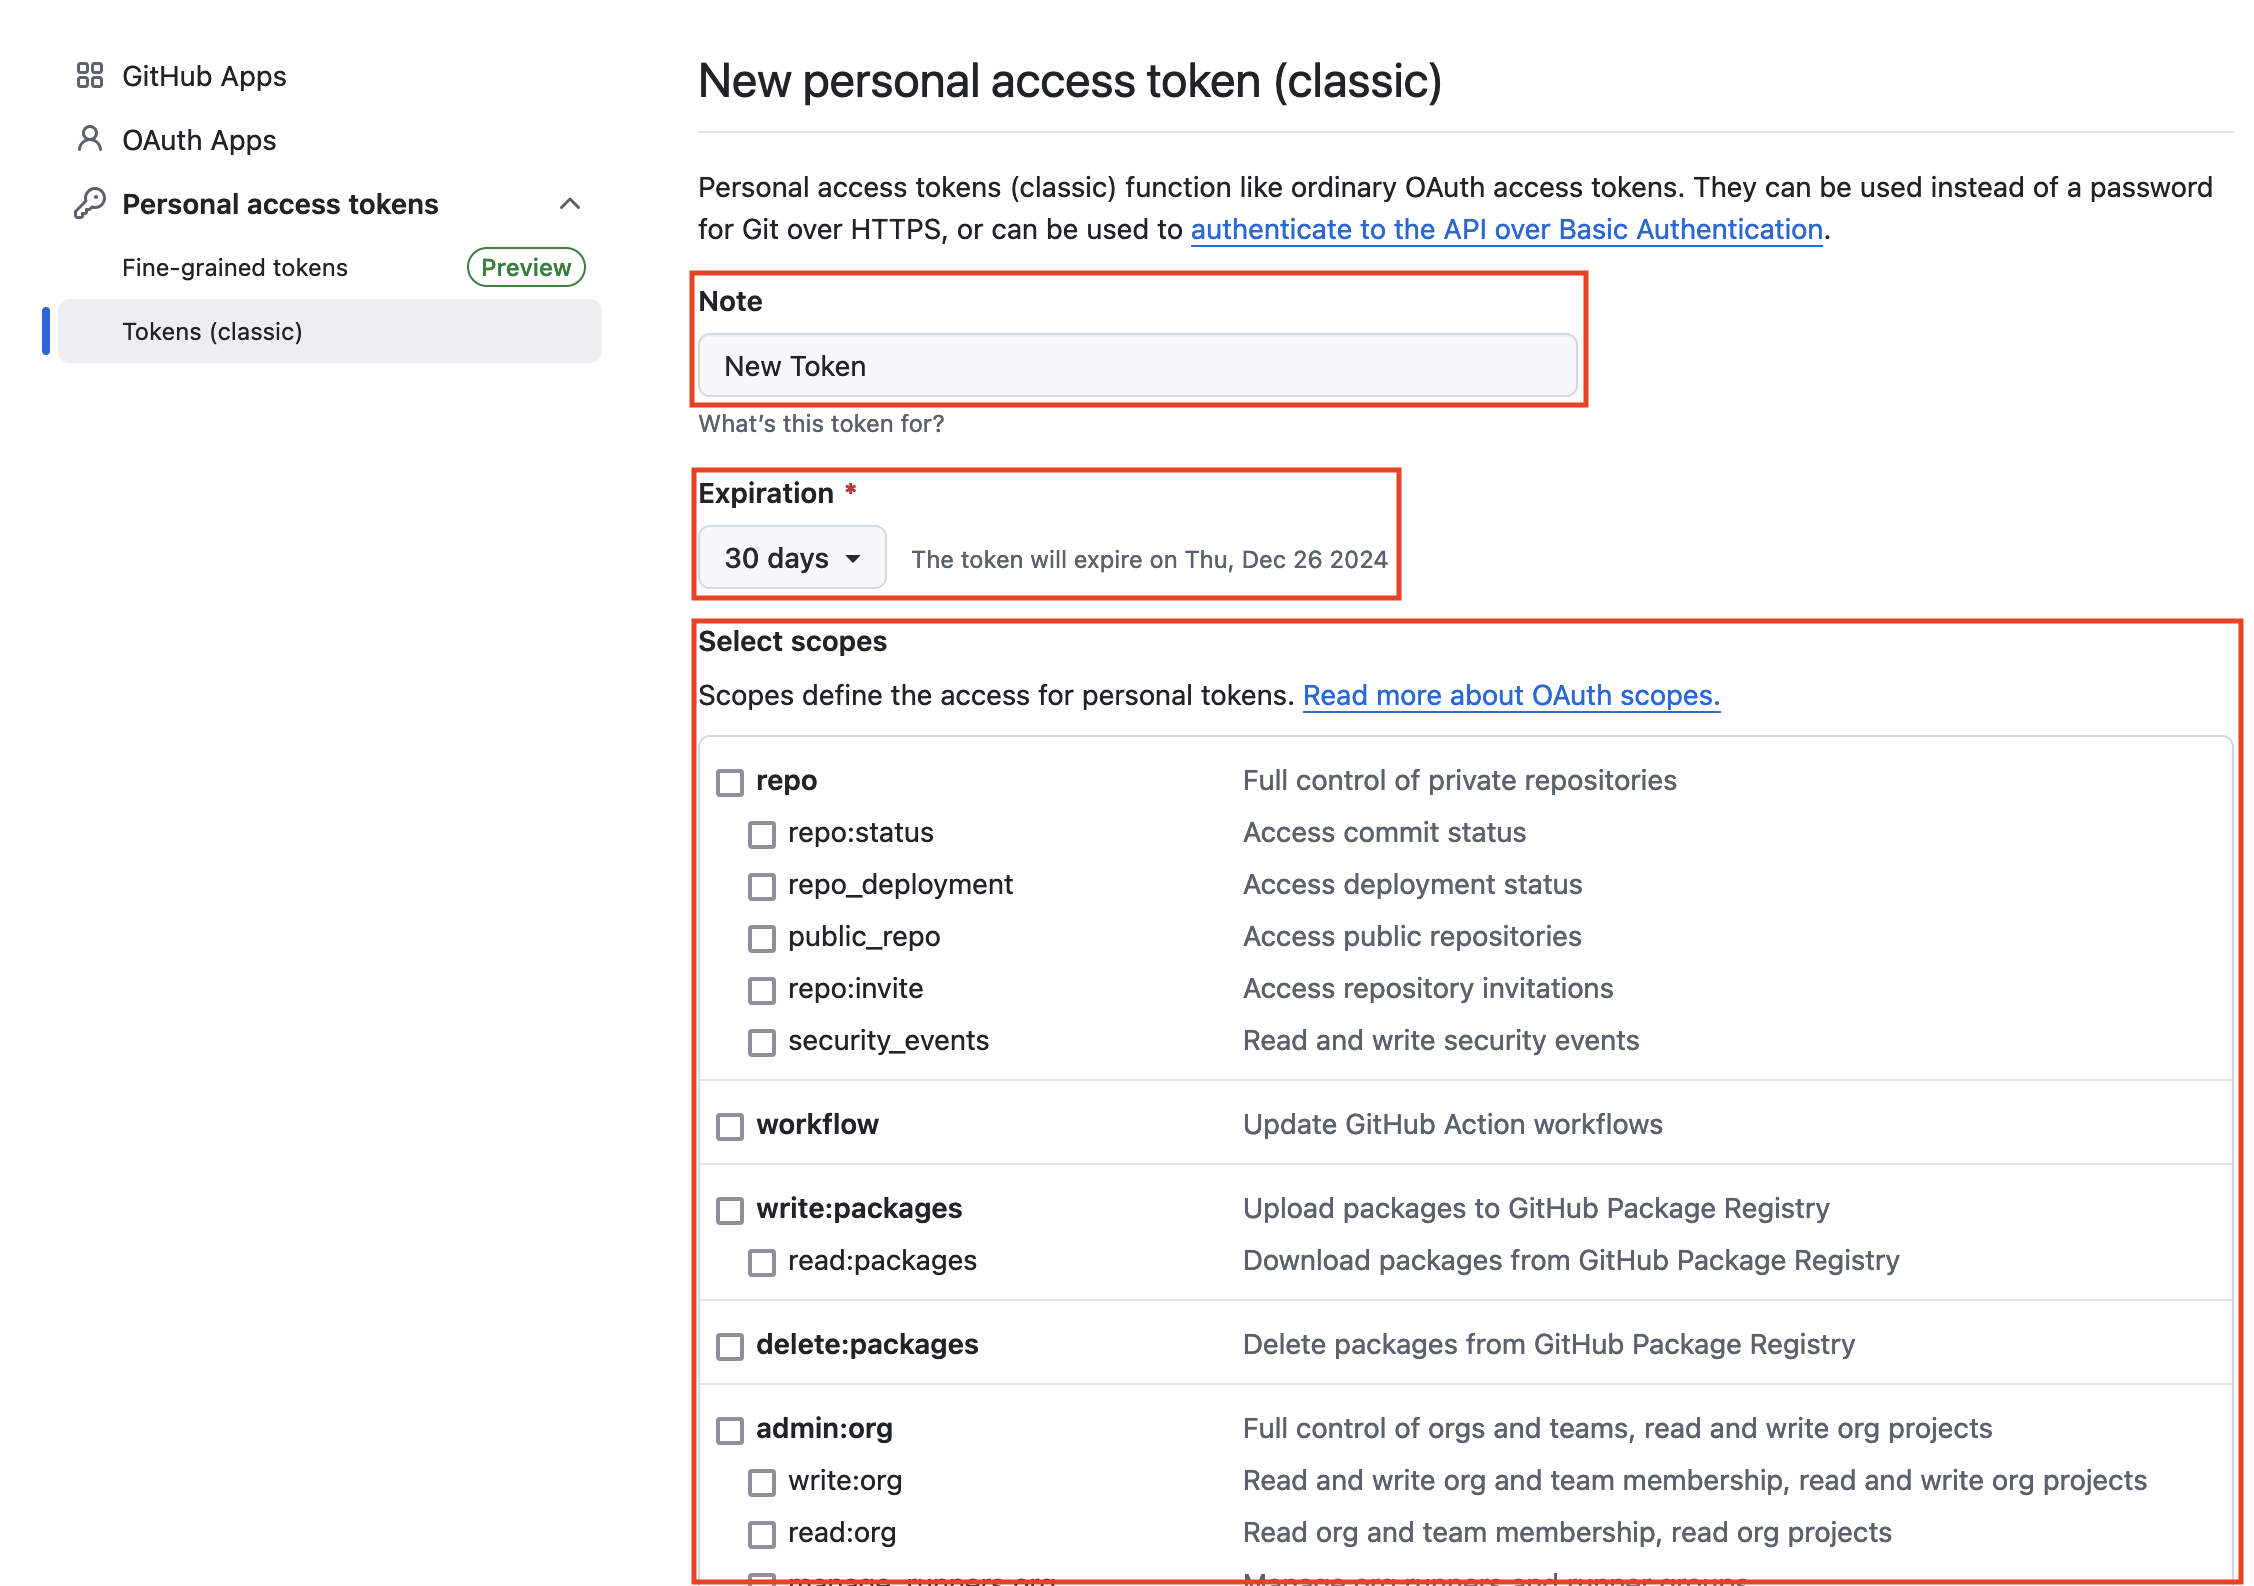 GitHub Apps
OAuth Apps
Personal access tokens
Fine-grained tokens Preview
Tokens (classic)
New personal access token (classic)
Personal access tokens (classic) function like ordinary OAuth access tokens. They can be used instead of a password
for Git over HTTPS, or can be used to authenticate to the API over Basic Authentication.
Note
New Token
What's this token for?
Expiration *
30 days The token will expire on Thu, Dec 26 2024
Select scopes
Scopes define the access for personal tokens. Read more about OAuth scopes.
repo Full control of private repositories
repo:status Access commit status
repo_deployment Access deployment status
public_repo Access public repositories
repo:invite Access repository invitations
security_events Read and write security events
workflow Update GitHub Action workflows
write:packages Upload packages to GitHub Package Registry
read:packages Download packages from GitHub Package Registry
delete:packages Delete packages from GitHub Package Registry
admin:org Full control of orgs and teams, read and write org projects
write:org Read and write org and team membership, read and write org projects
read:org Read org and team membership, read org projects
manage_runners:org Manage org runners and runner groups